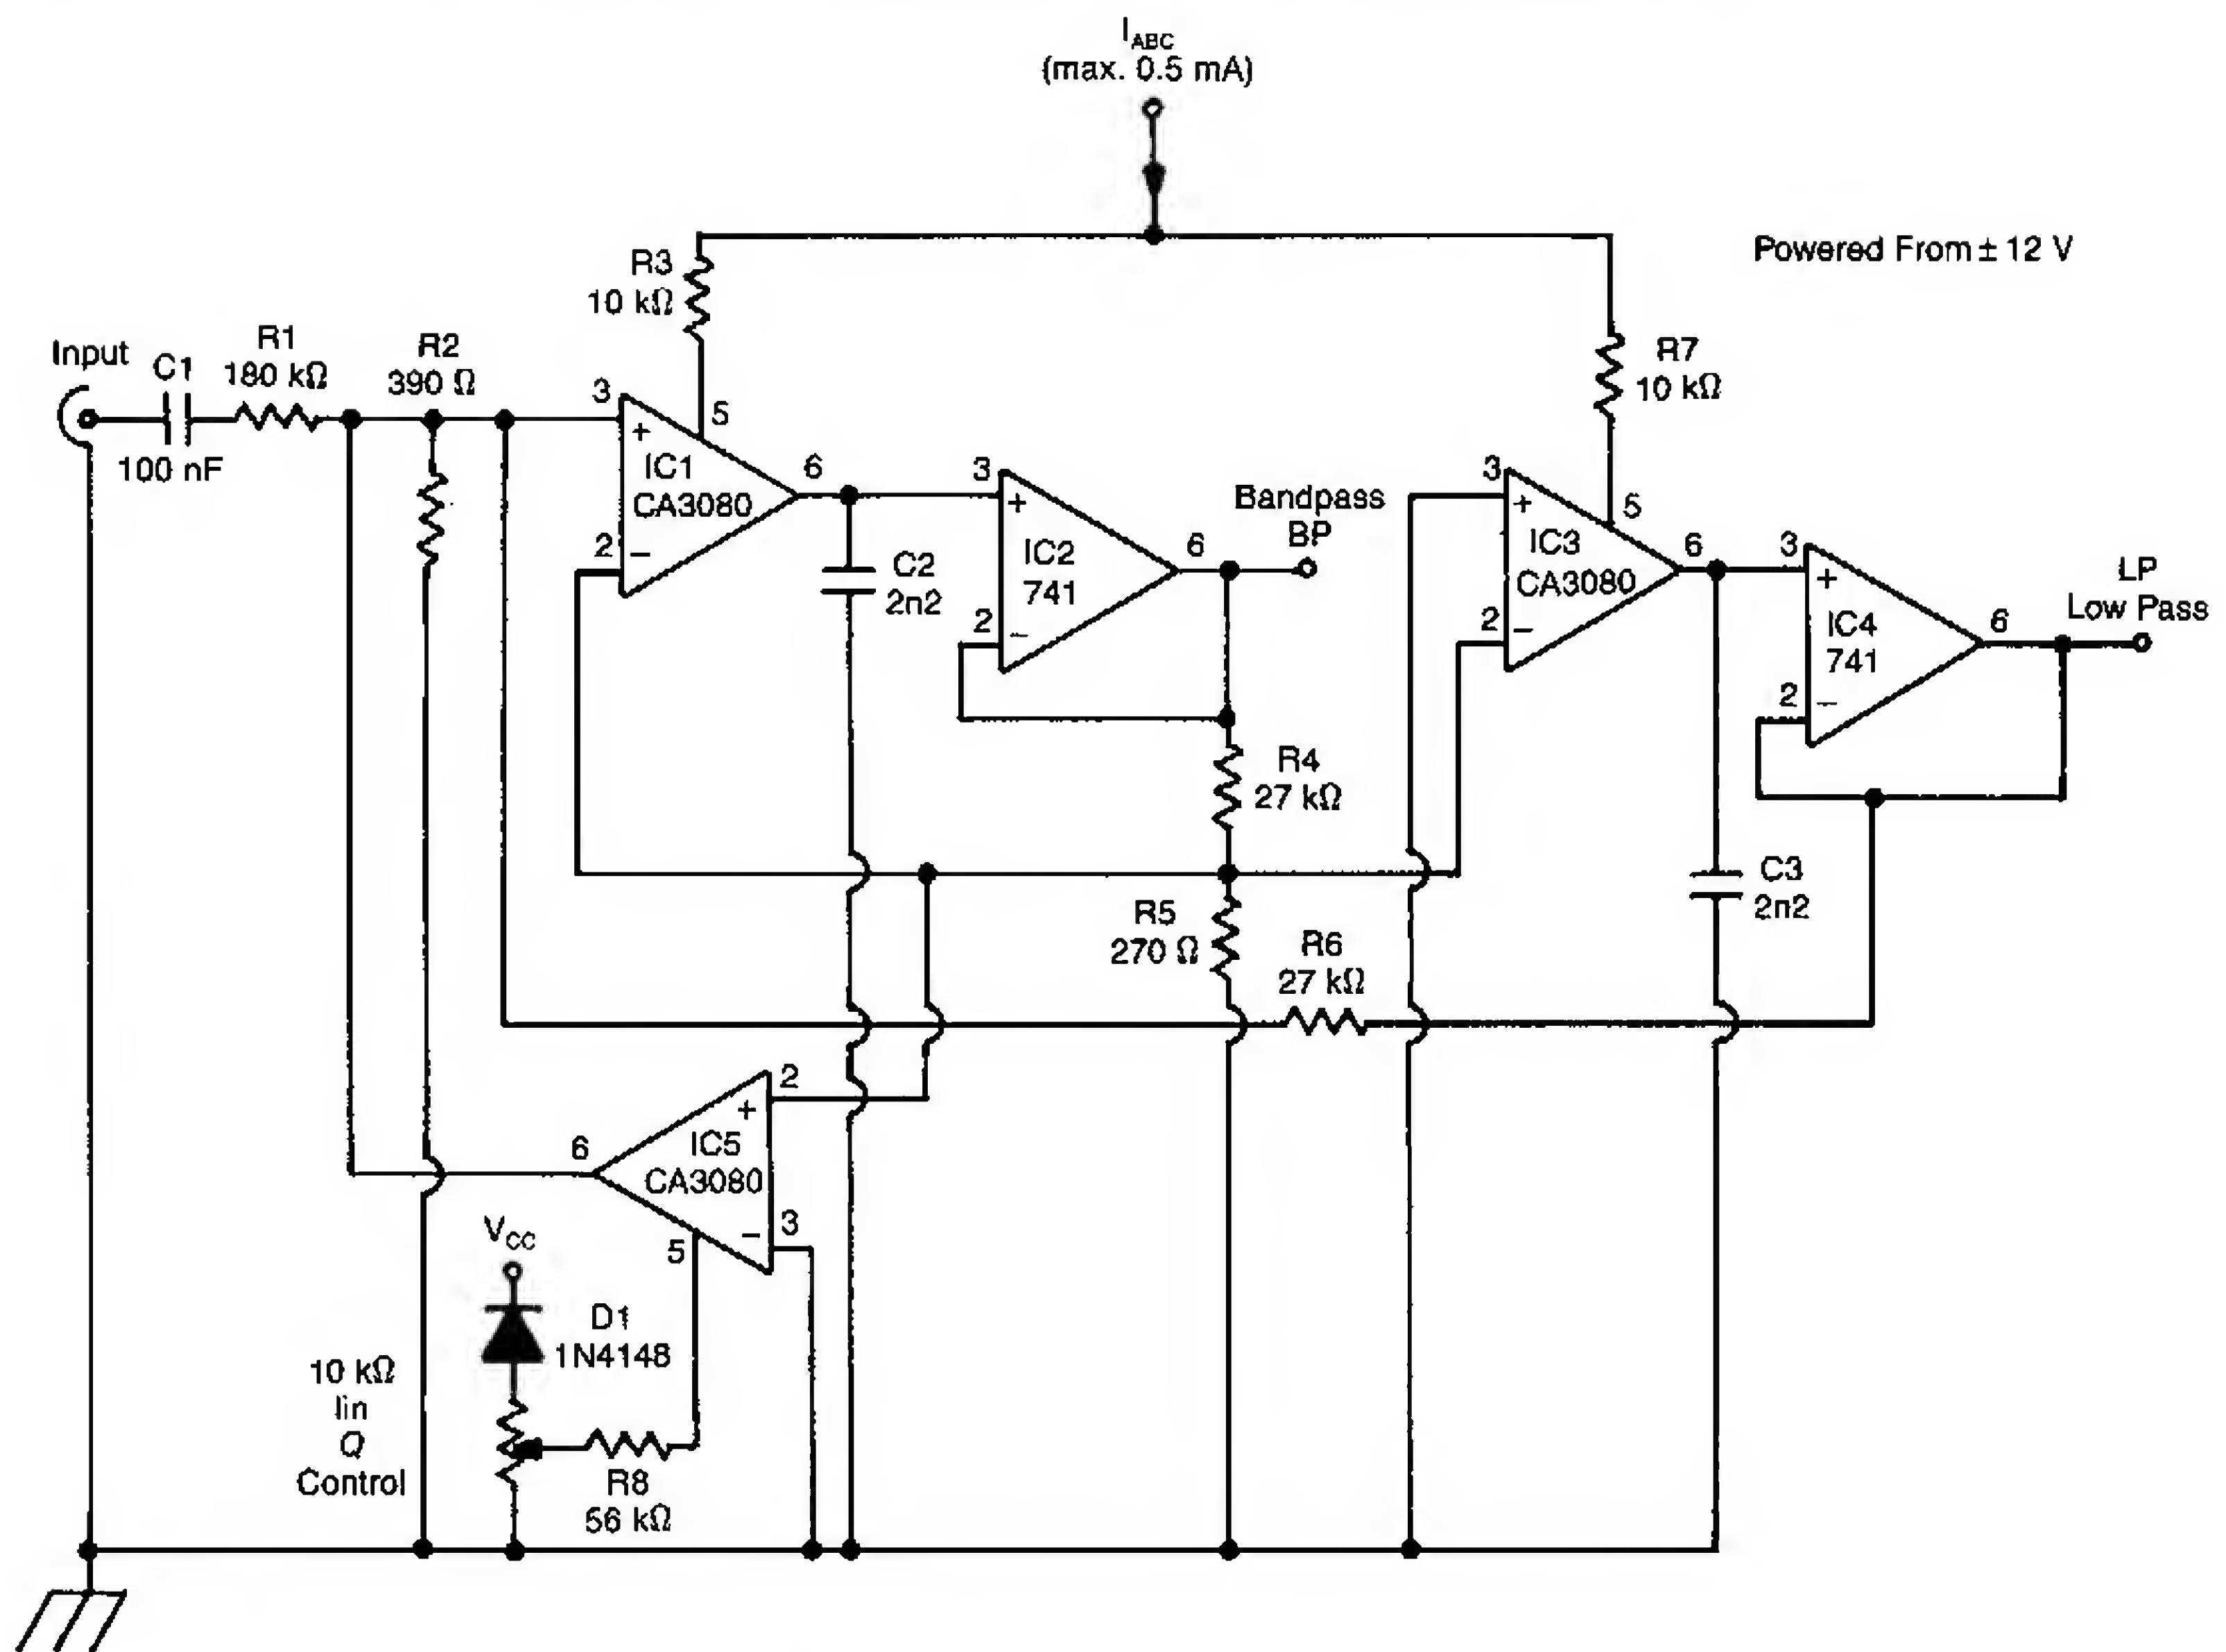 I_ABC
(max. 0.5 mA)
Powered From ± 12 V
R3
10 kΩ
R7
10 kΩ
Input
C1
100 nF
R1
180 kΩ
R2
390 Ω
3
+
5
IC1
CA3080
2
−
6
C2
2n2
3
+
IC2
741
2
−
6
Bandpass
BP
3
+
5
IC3
CA3080
2
−
6
3
+
IC4
741
2
−
6
LP
Low Pass
R4
27 kΩ
C3
2n2
R5
270 Ω
R6
27 kΩ
2
+
IC5
CA3080
6
3
−
5
V_CC
D1
1N4148
10 kΩ
lin
Q
Control
R8
56 kΩ